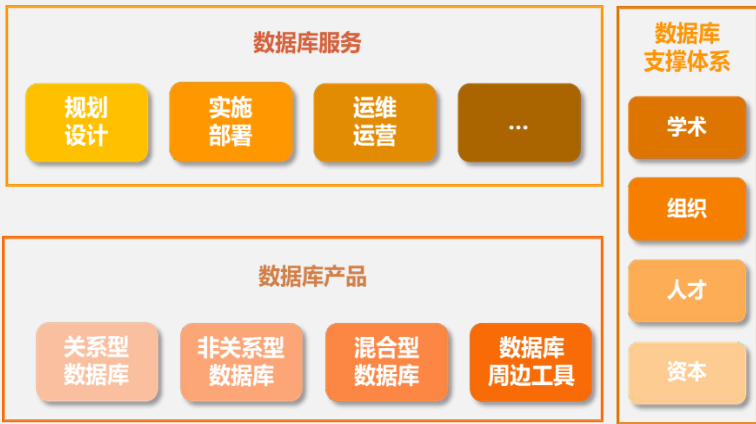 数据库服务
规划
设计
实施
部署
运维
运营
...
数据库产品
关系型
数据库
非关系型
数据库
混合型
数据库
数据库
周边工具
数据库
支撑体系
学术
组织
人才
资本